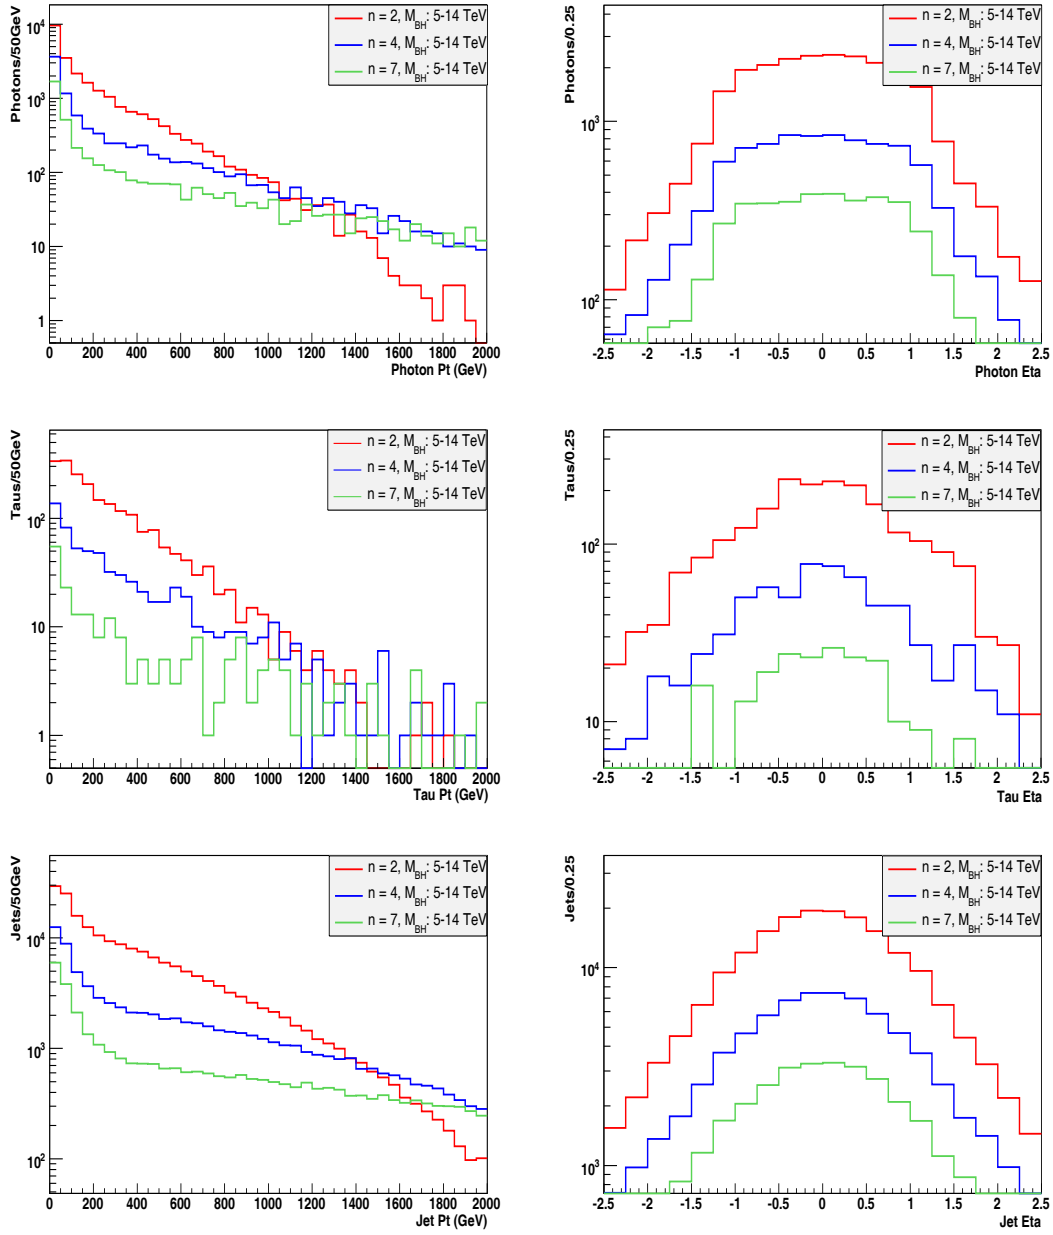 Photons/50GeV
10^4
10^3
10^2
10
1
n = 2, M_BH: 5-14 TeV
n = 4, M_BH: 5-14 TeV
n = 7, M_BH: 5-14 TeV
0 200 400 600 800 1000 1200 1400 1600 1800 2000
Photon Pt (GeV)
Photons/0.25
10^3
10^2
n = 2, M_BH: 5-14 TeV
n = 4, M_BH: 5-14 TeV
n = 7, M_BH: 5-14 TeV
-2.5 -2 -1.5 -1 -0.5 0 0.5 1 1.5 2 2.5
Photon Eta
Taus/50GeV
10^2
10
1
n = 2, M_BH: 5-14 TeV
n = 4, M_BH: 5-14 TeV
n = 7, M_BH: 5-14 TeV
0 200 400 600 800 1000 1200 1400 1600 1800 2000
Tau Pt (GeV)
Taus/0.25
10^2
10
n = 2, M_BH: 5-14 TeV
n = 4, M_BH: 5-14 TeV
n = 7, M_BH: 5-14 TeV
-2.5 -2 -1.5 -1 -0.5 0 0.5 1 1.5 2 2.5
Tau Eta
Jets/50GeV
10^4
10^3
10^2
n = 2, M_BH: 5-14 TeV
n = 4, M_BH: 5-14 TeV
n = 7, M_BH: 5-14 TeV
0 200 400 600 800 1000 1200 1400 1600 1800 2000
Jet Pt (GeV)
Jets/0.25
10^4
10^3
n = 2, M_BH: 5-14 TeV
n = 4, M_BH: 5-14 TeV
n = 7, M_BH: 5-14 TeV
-2.5 -2 -1.5 -1 -0.5 0 0.5 1 1.5 2 2.5
Jet Eta